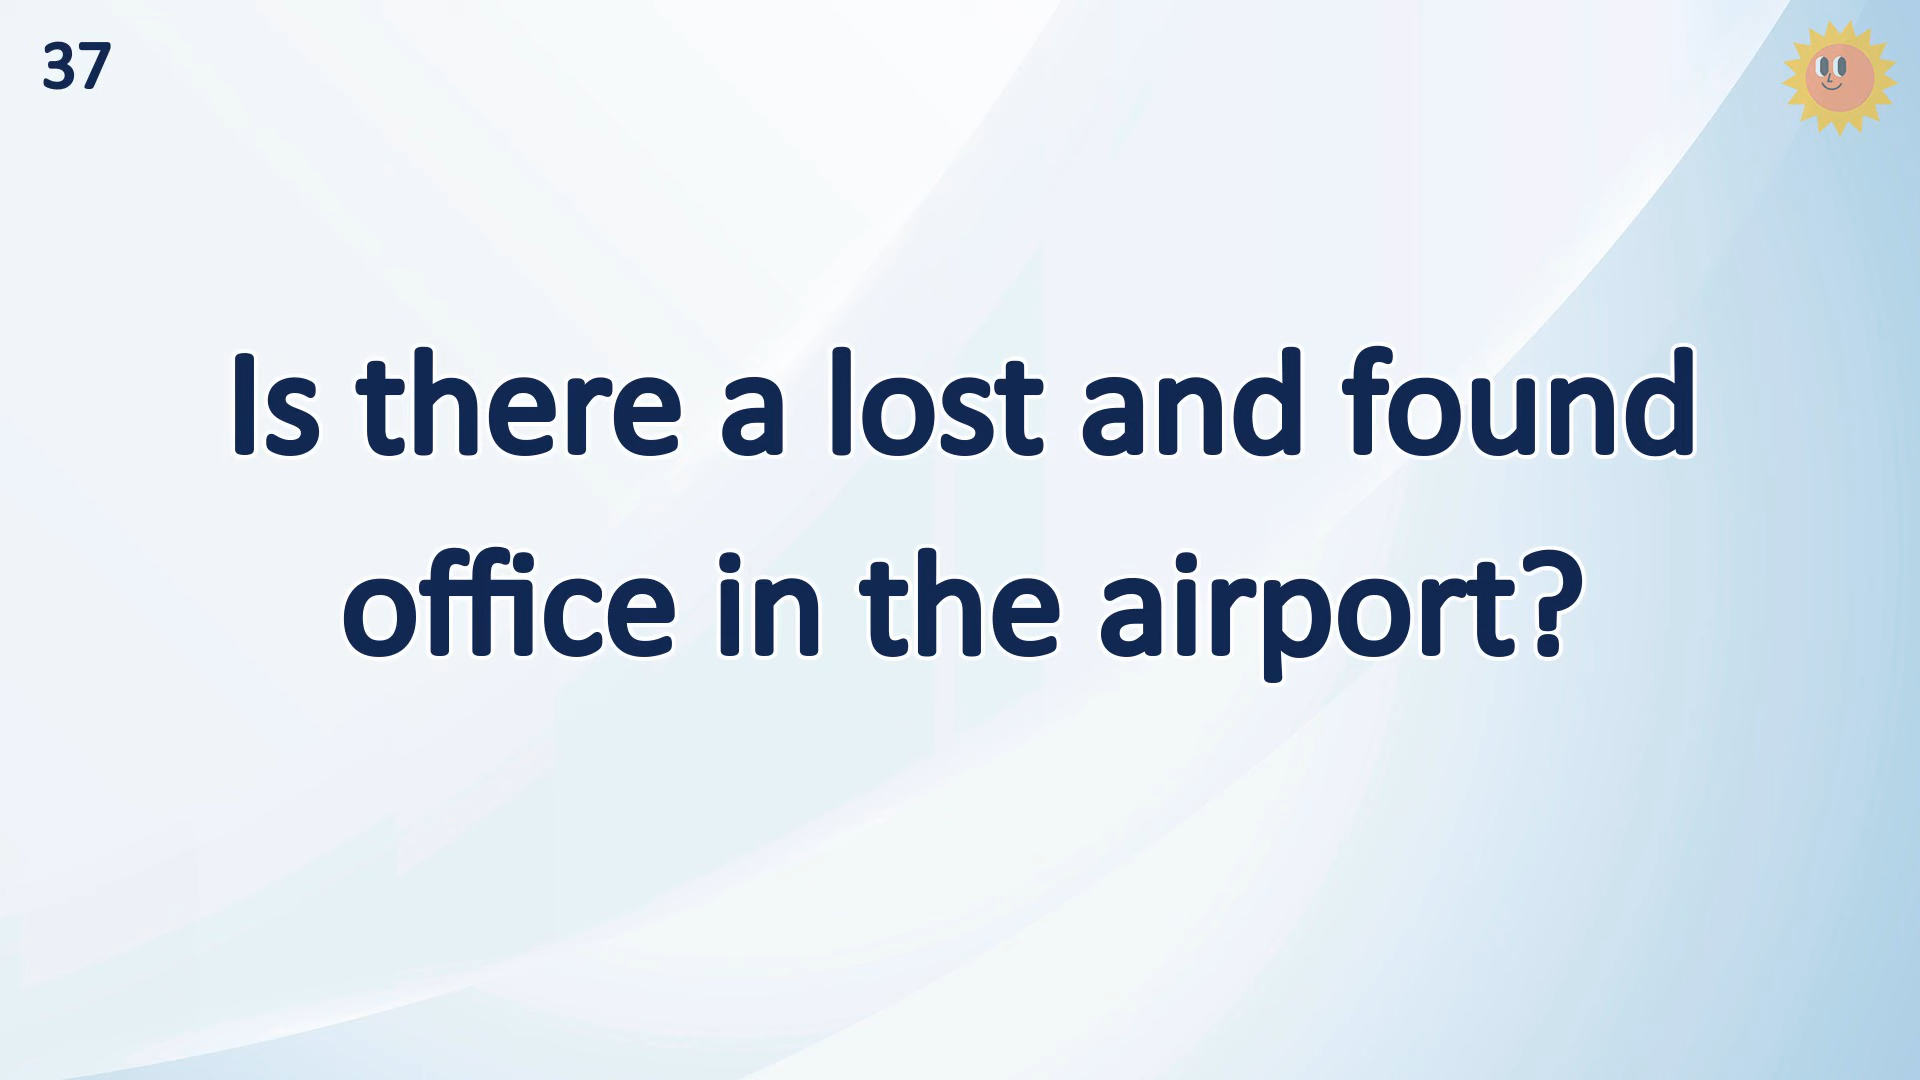 37
Is there a lost and found
office in the airport?